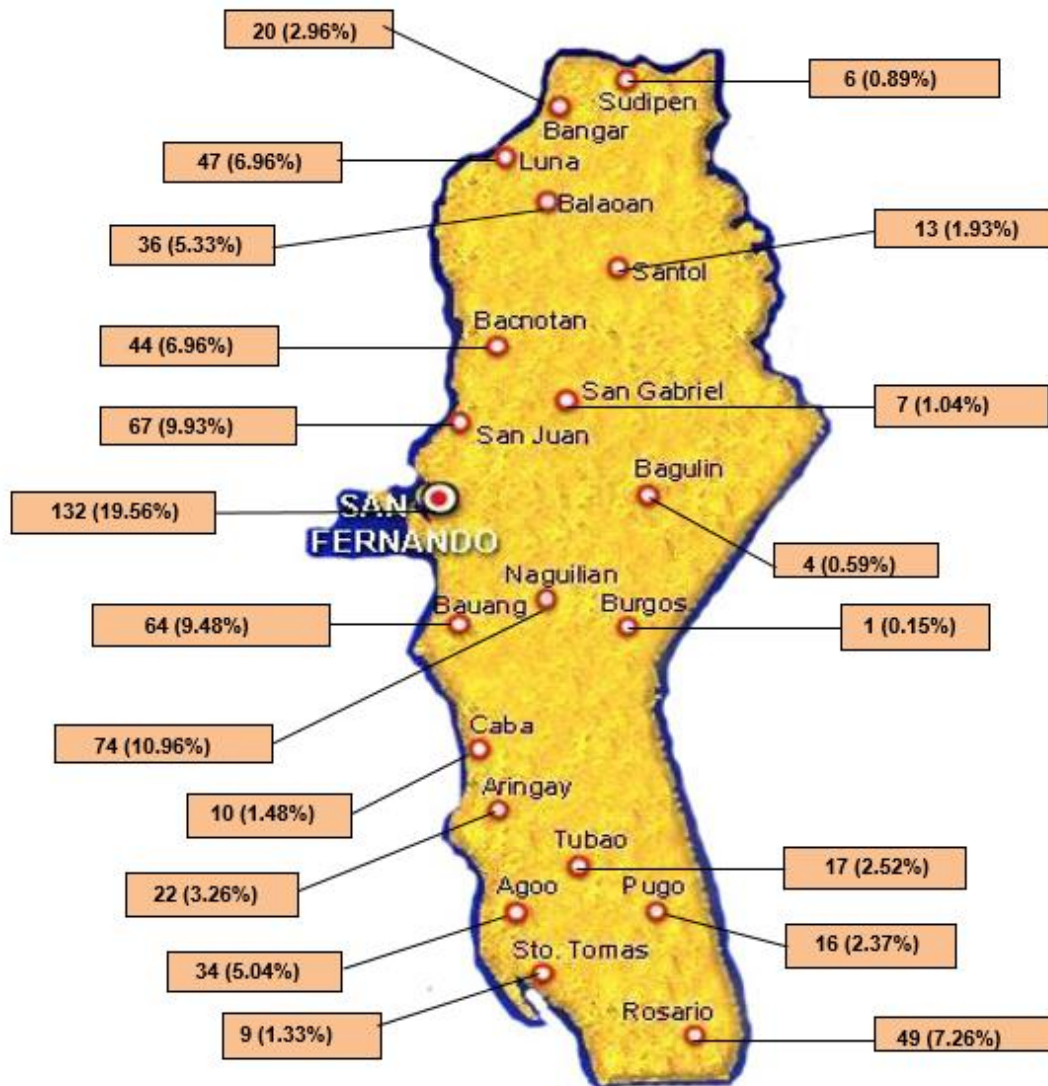 20 (2.96%)
6 (0.89%)
Sudipen
Bangar
47 (6.96%)
Luna
Balaoan
36 (5.33%)
13 (1.93%)
Santol
Bacnotan
44 (6.96%)
San Gabriel
7 (1.04%)
67 (9.93%)
San Juan
Bagulin
132 (19.56%)
SAN
FERNANDO
4 (0.59%)
Naguilian
Bauang
Burgos
64 (9.48%)
1 (0.15%)
Caba
74 (10.96%)
Aringay
10 (1.48%)
Tubao
17 (2.52%)
Agoo
Pugo
22 (3.26%)
16 (2.37%)
34 (5.04%)
Sto. Tomas
Rosario
9 (1.33%)
49 (7.26%)